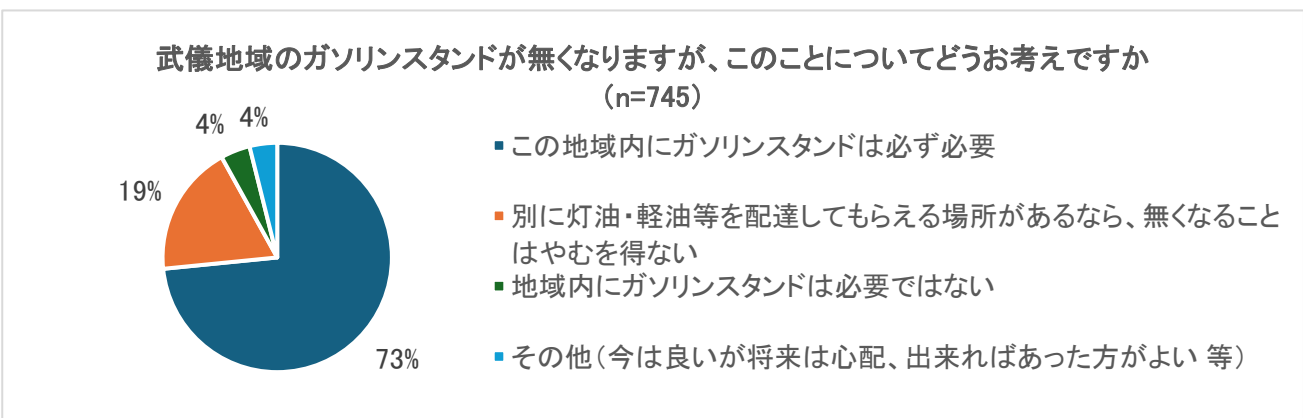 武儀地域のガソリンスタンドが無くなりますが、このことについてどうお考えですか
（n=745）
4%
4%
19%
73%
この地域内にガソリンスタンドは必ず必要
別に灯油・軽油等を配達してもらえる場所があるなら、無くなること
はやむを得ない
地域内にガソリンスタンドは必要ではない
その他（今は良いが将来は心配、出来ればあった方がよい 等）